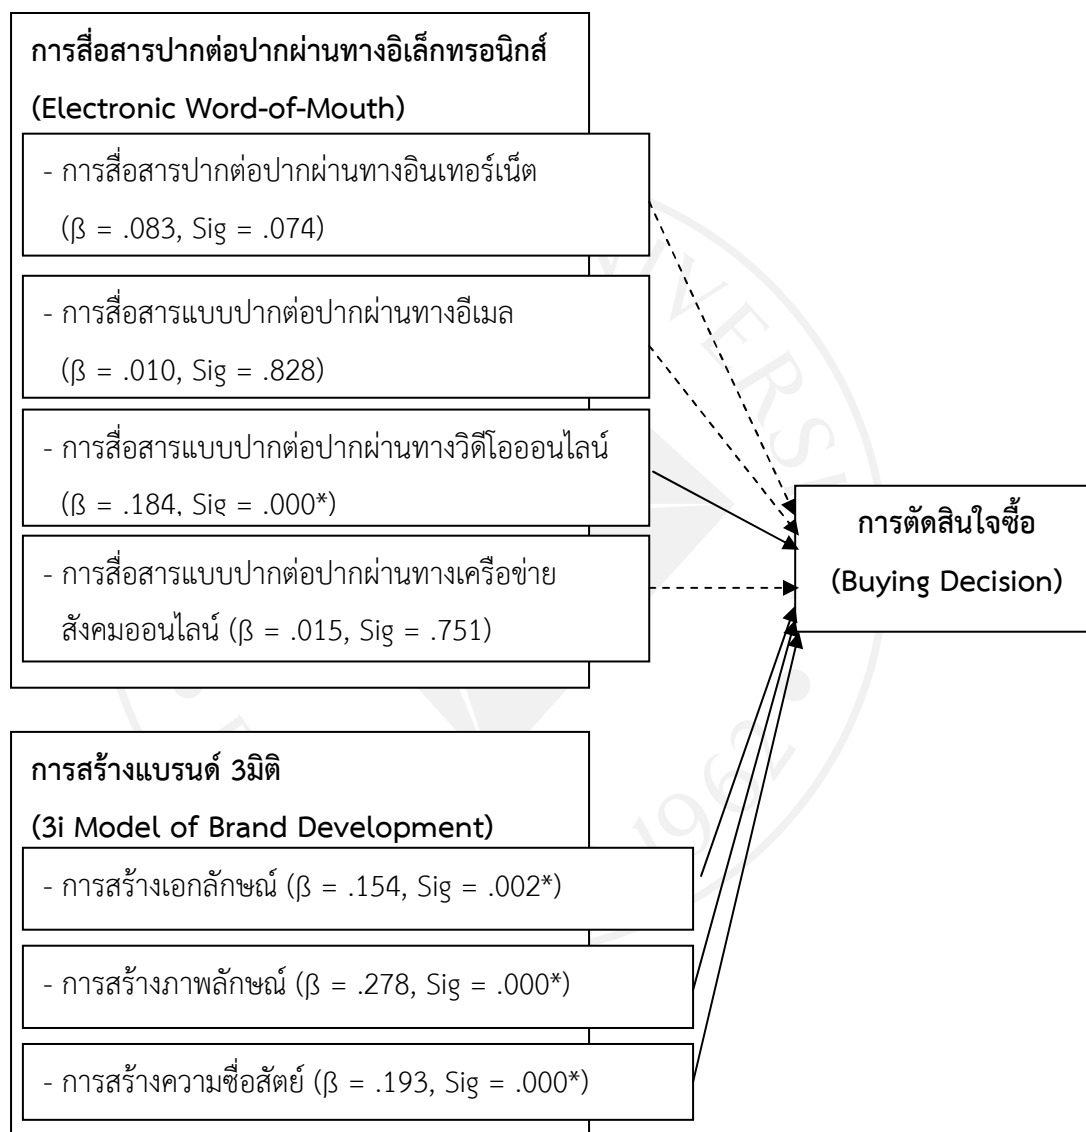 การสื่อสารปากต่อปากผ่านทางอิเล็กทรอนิกส์
(Electronic Word-of-Mouth)
- การสื่อสารปากต่อปากผ่านทางอินเทอร์เน็ต
(β = .083, Sig = .074)
- การสื่อสารแบบปากต่อปากผ่านทางอีเมล
(β = .010, Sig = .828)
- การสื่อสารแบบปากต่อปากผ่านทางวิดีโอออนไลน์
(β = .184, Sig = .000*)
- การสื่อสารแบบปากต่อปากผ่านทางเครือข่าย
สังคมออนไลน์ (β = .015, Sig = .751)
การตัดสินใจซื้อ
(Buying Decision)
การสร้างแบรนด์ 3มิติ
(3i Model of Brand Development)
- การสร้างเอกลักษณ์ (β = .154, Sig = .002*)
- การสร้างภาพลักษณ์ (β = .278, Sig = .000*)
- การสร้างความซื่อสัตย์ (β = .193, Sig = .000*)
1962